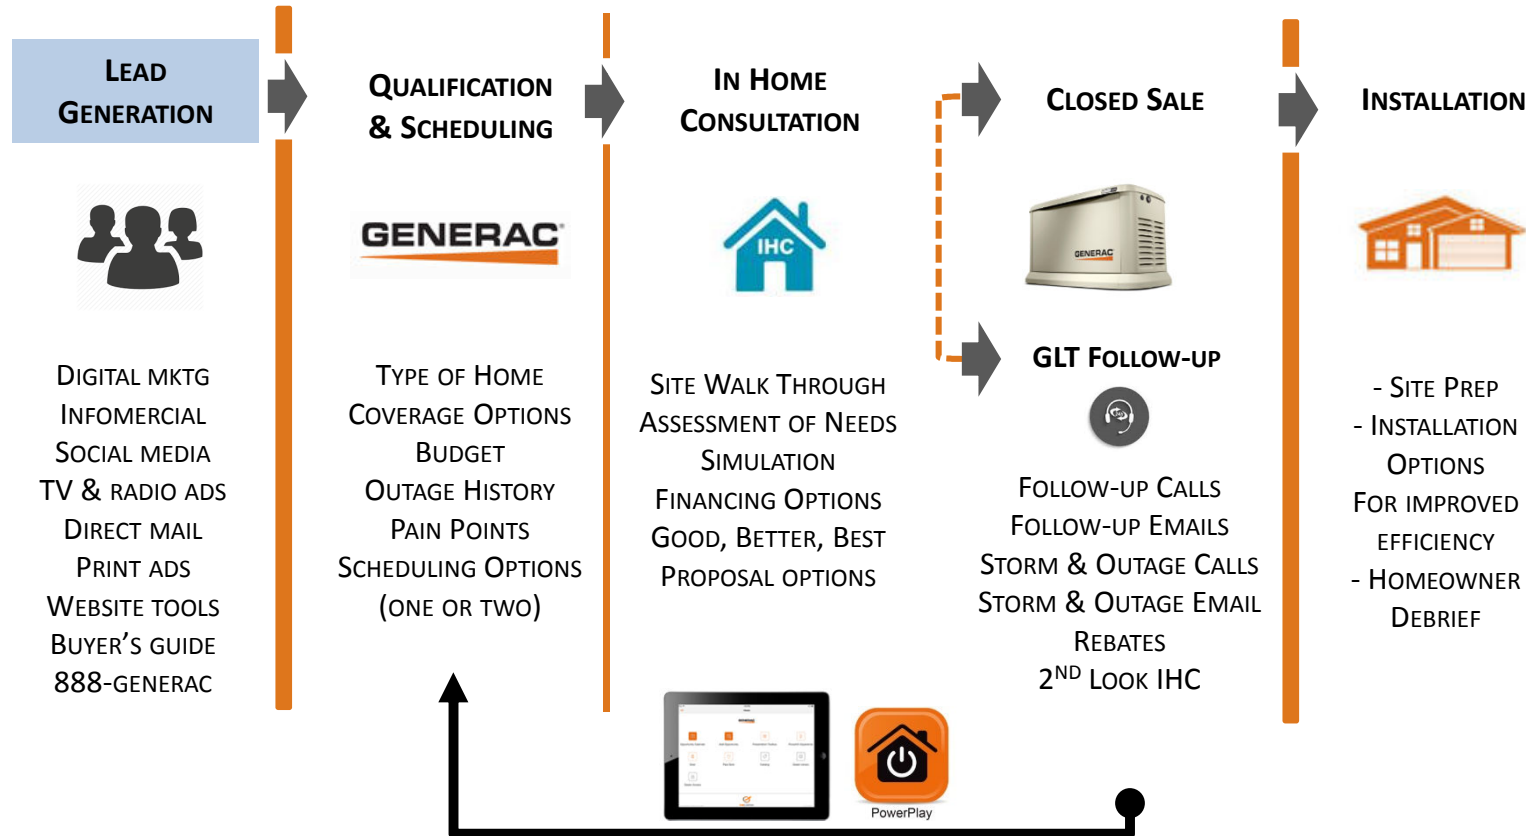 LEAD
GENERATION
DIGITAL MKTG
INFOMERCIAL
SOCIAL MEDIA
TV & RADIO ADS
DIRECT MAIL
PRINT ADS
WEBSITE TOOLS
BUYER'S GUIDE
888-GENERAC
QUALIFICATION
& SCHEDULING
GENERAC
TYPE OF HOME
COVERAGE OPTIONS
BUDGET
OUTAGE HISTORY
PAIN POINTS
SCHEDULING OPTIONS
(ONE OR TWO)
IN HOME
CONSULTATION
IHC
SITE WALK THROUGH
ASSESSMENT OF NEEDS
SIMULATION
FINANCING OPTIONS
GOOD, BETTER, BEST
PROPOSAL OPTIONS
GENERAC
PowerPlay
CLOSED SALE
GENERAC
GLT FOLLOW-UP
FOLLOW-UP CALLS
FOLLOW-UP EMAILS
STORM & OUTAGE CALLS
STORM & OUTAGE EMAIL
REBATES
2ND LOOK IHC
INSTALLATION
- SITE PREP
- INSTALLATION
OPTIONS
FOR IMPROVED
EFFICIENCY
- HOMEOWNER
DEBRIEF